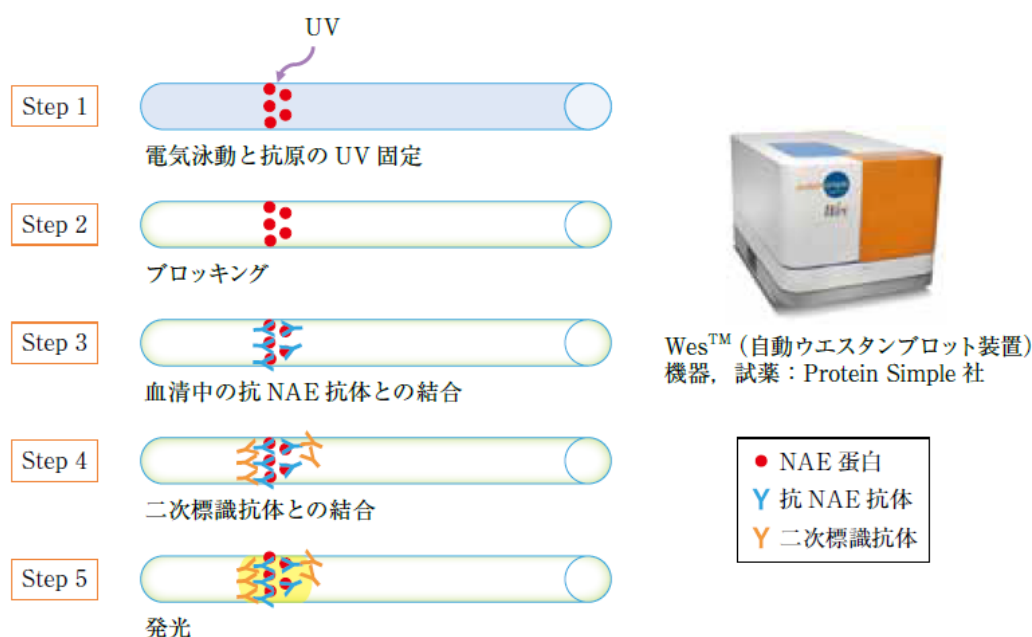 UV
Step 1
電気泳動と抗原の UV 固定
Step 2
ブロッキング
Step 3
血清中の抗 NAE 抗体との結合
Step 4
二次標識抗体との結合
Step 5
発光
Wes™(自動ウエスタンブロット装置)
機器,試薬:Protein Simple 社
NAE 蛋白
抗 NAE 抗体
二次標識抗体